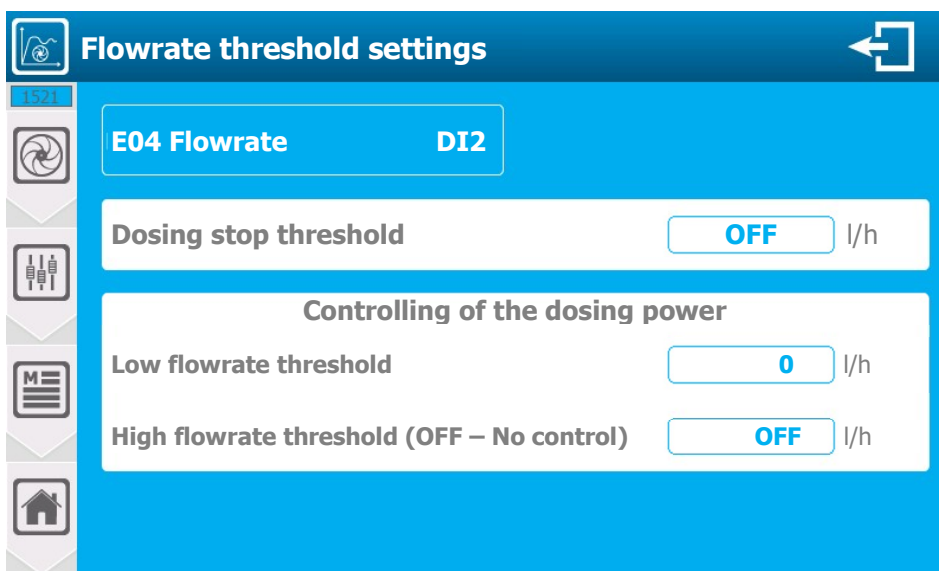 Flowrate threshold settings
1521
E04 Flowrate DI2
Dosing stop threshold OFF l/h
Controlling of the dosing power
Low flowrate threshold 0 l/h
M
High flowrate threshold (OFF – No control) OFF l/h